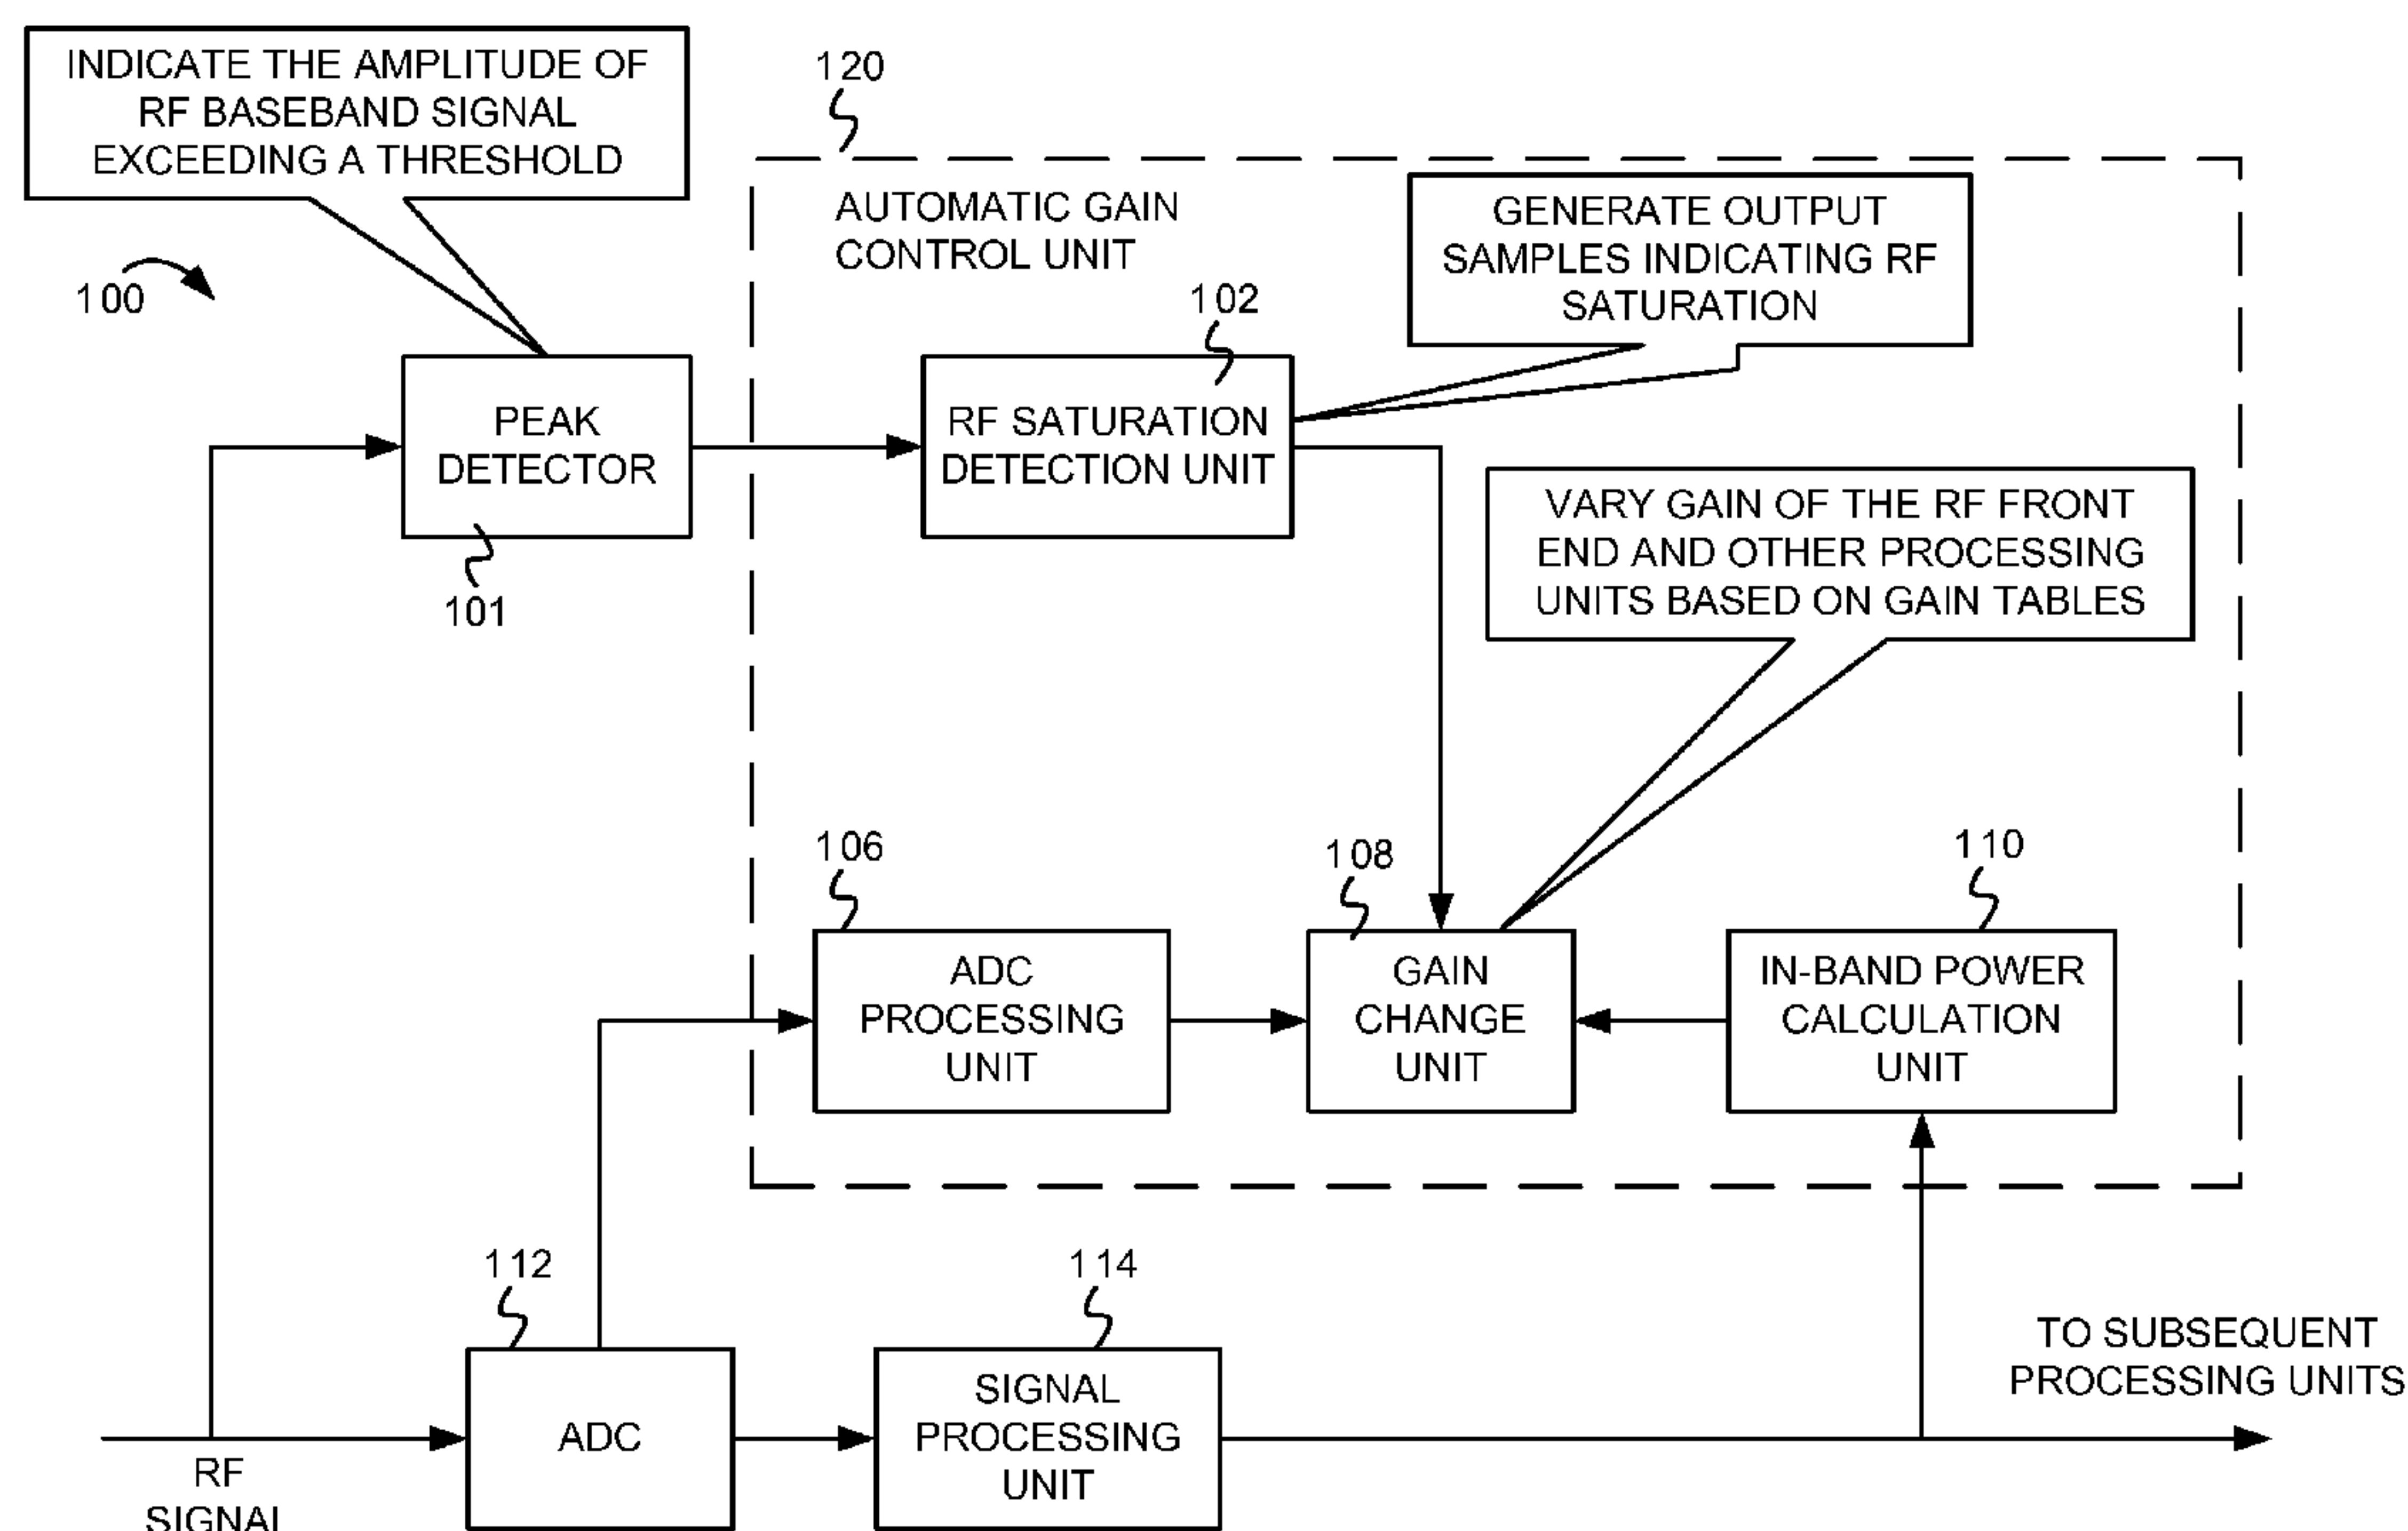 INDICATE THE AMPLITUDE OF
RF BASEBAND SIGNAL
EXCEEDING A THRESHOLD
120
AUTOMATIC GAIN
CONTROL UNIT
GENERATE OUTPUT
SAMPLES INDICATING RF
SATURATION
100
102
PEAK
DETECTOR
RF SATURATION
DETECTION UNIT
101
VARY GAIN OF THE RF FRONT
END AND OTHER PROCESSING
UNITS BASED ON GAIN TABLES
106
108
110
ADC
PROCESSING
UNIT
GAIN
CHANGE
UNIT
IN-BAND POWER
CALCULATION
UNIT
112
114
TO SUBSEQUENT
PROCESSING UNITS
ADC
SIGNAL
PROCESSING
UNIT
RF
SIGNAL